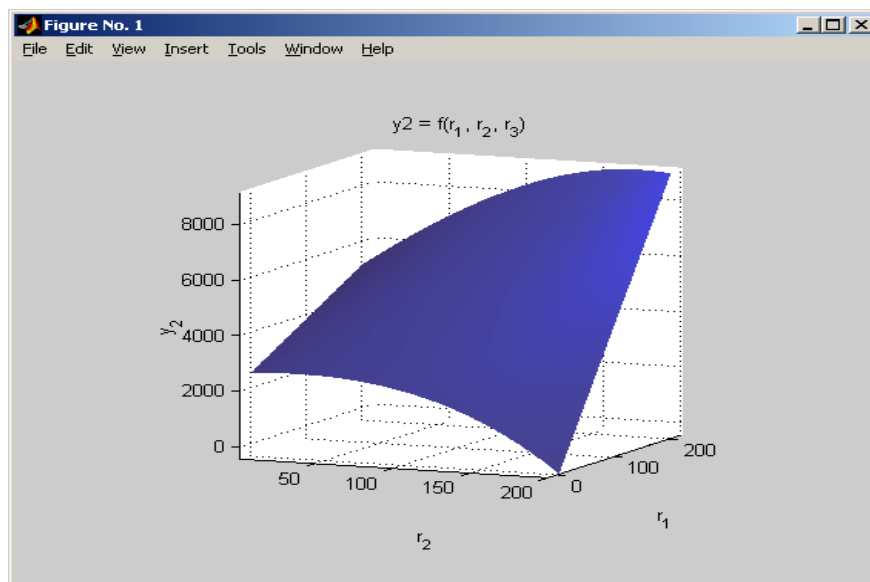 Figure No. 1
File Edit View Insert Tools Window Help
y2 = f(r₁, r₂, r₃)
8000
6000
4000
2000
0
y₂
50 100 150 200
0 100 200
r₂
r₁